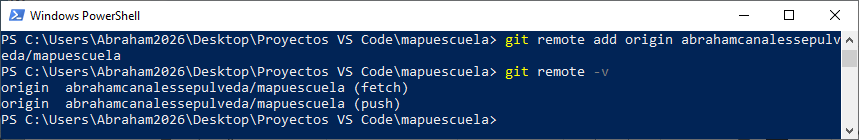 Windows PowerShell
PS C:\Users\Abraham2026\Desktop\Proyectos VS Code\mapuescuela> git remote add origin abrahamcanalessepulv
eda/mapuescuela
PS C:\Users\Abraham2026\Desktop\Proyectos VS Code\mapuescuela> git remote -v
origin  abrahamcanalessepulveda/mapuescuela (fetch)
origin  abrahamcanalessepulveda/mapuescuela (push)
PS C:\Users\Abraham2026\Desktop\Proyectos VS Code\mapuescuela>